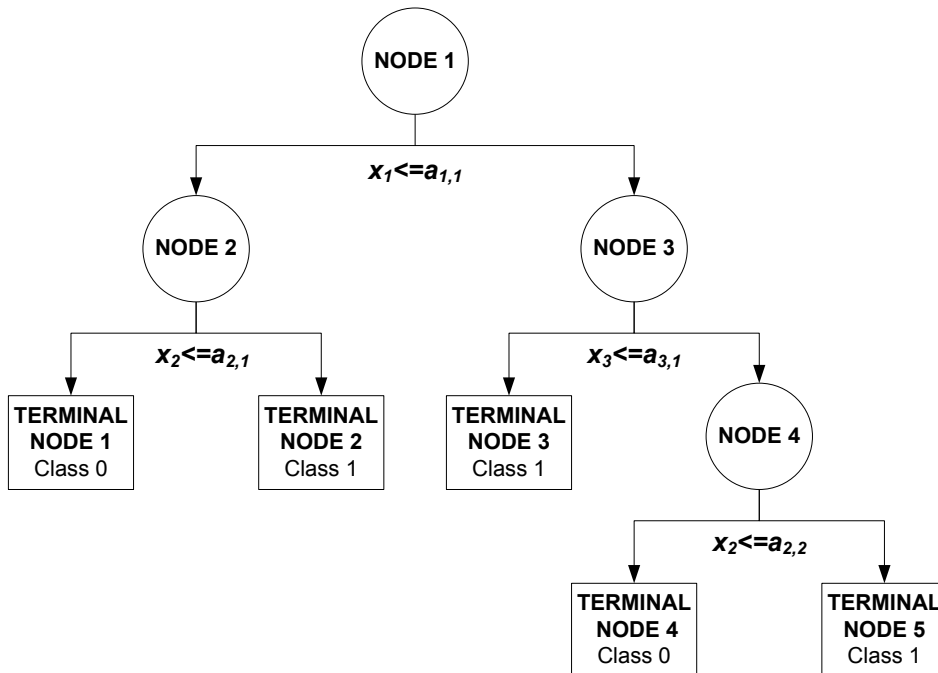 NODE 1
x1<=a1,1
NODE 2
NODE 3
x2<=a2,1
x3<=a3,1
TERMINAL
NODE 1
Class 0
TERMINAL
NODE 2
Class 1
TERMINAL
NODE 3
Class 1
NODE 4
x2<=a2,2
TERMINAL
NODE 4
Class 0
TERMINAL
NODE 5
Class 1